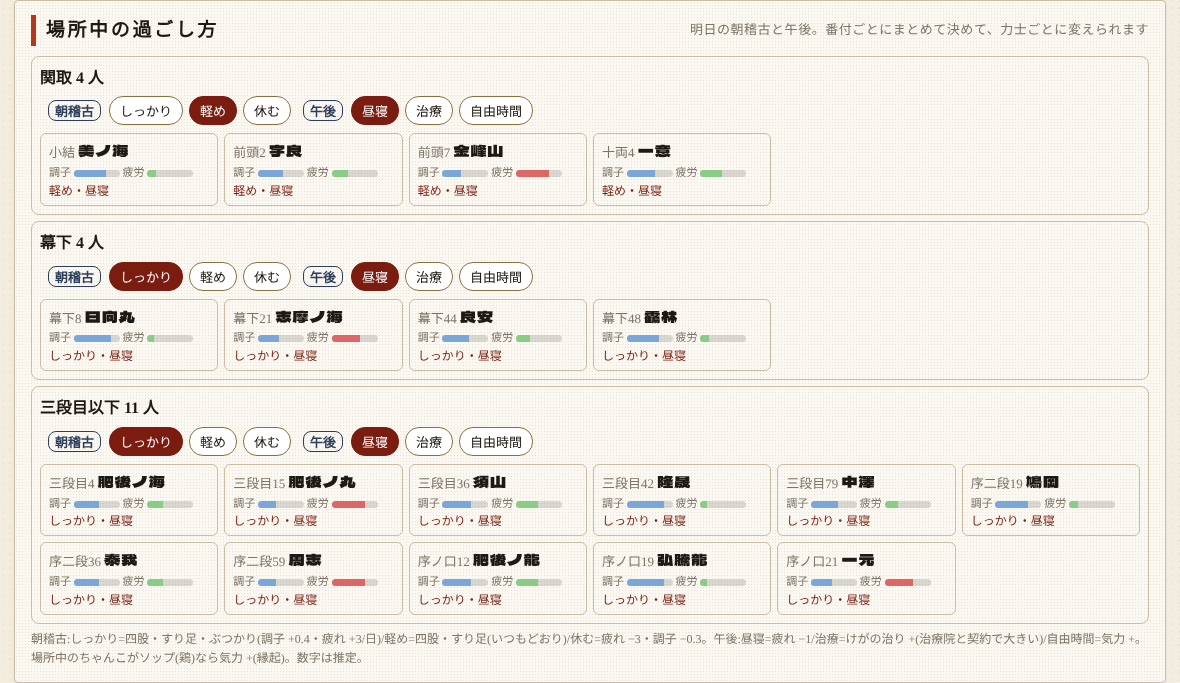 場所中の過ごし方
明日の朝稽古と午後。番付ごとにまとめて決めて、力士ごとに変えられます
関取 4 人
朝稽古 しっかり 軽め 休む 午後 昼寝 治療 自由時間
小結 美ノ海 前頭2 宇良 前頭7 金峰山 十両4 一意
調子 疲労 調子 疲労 調子 疲労 調子 疲労
軽め・昼寝 軽め・昼寝 軽め・昼寝 軽め・昼寝
幕下 4 人
朝稽古 しっかり 軽め 休む 午後 昼寝 治療 自由時間
幕下8 日向丸 幕下21 志摩ノ海 幕下44 良安 幕下48 森林
調子 疲労 調子 疲労 調子 疲労 調子 疲労
しっかり・昼寝 しっかり・昼寝 しっかり・昼寝 しっかり・昼寝
三段目以下 11 人
朝稽古 しっかり 軽め 休む 午後 昼寝 治療 自由時間
三段目4 肥後ノ海 三段目15 肥後ノ丸 三段目36 須山 三段目42 隆晟 三段目79 中澤 序二段19 鳩岡
調子 疲労 調子 疲労 調子 疲労 調子 疲労 調子 疲労 調子 疲労
しっかり・昼寝 しっかり・昼寝 しっかり・昼寝 しっかり・昼寝 しっかり・昼寝 しっかり・昼寝
序二段36 泰我 序二段59 周志 序ノ口12 肥後ノ龍 序ノ口19 弘騰龍 序ノ口21 一元
調子 疲労 調子 疲労 調子 疲労 調子 疲労 調子 疲労
しっかり・昼寝 しっかり・昼寝 しっかり・昼寝 しっかり・昼寝 しっかり・昼寝
朝稽古:しっかり=四股・すり足・ぶつかり(調子 +0.4・疲れ +3/日)/軽め=四股・すり足(いつもどおり)/休む=疲れ −3・調子 −0.3。午後:昼寝=疲れ −1/治療=けがの治り +(治療院と契約で大きい)/自由時間=気力 +。
場所中のちゃんこがソップ(鶏)なら気力 +(縁起)。数字は推定。